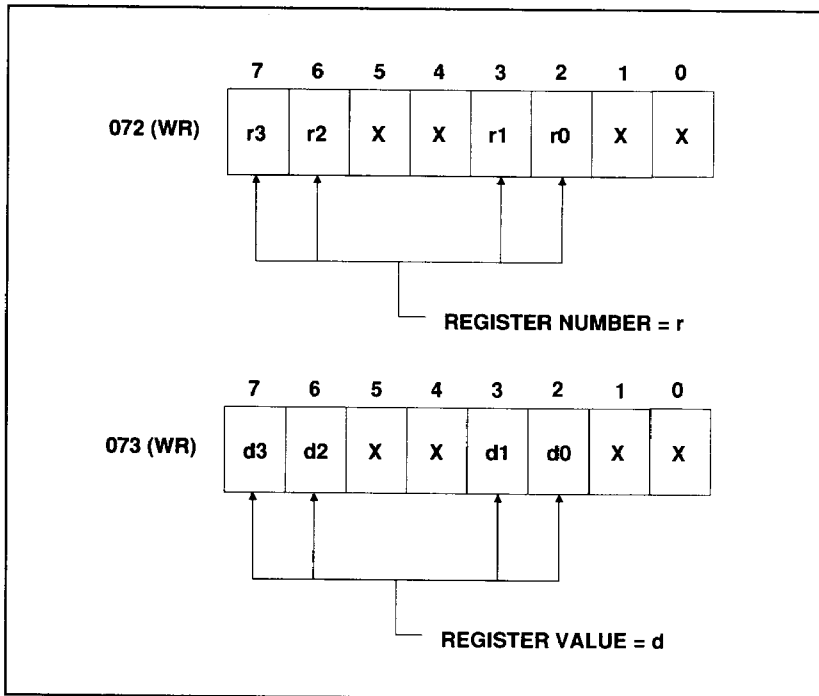 7 6 5 4 3 2 1 0
072 (WR) r3 r2 X X r1 r0 X X
REGISTER NUMBER = r
7 6 5 4 3 2 1 0
073 (WR) d3 d2 X X d1 d0 X X
REGISTER VALUE = d